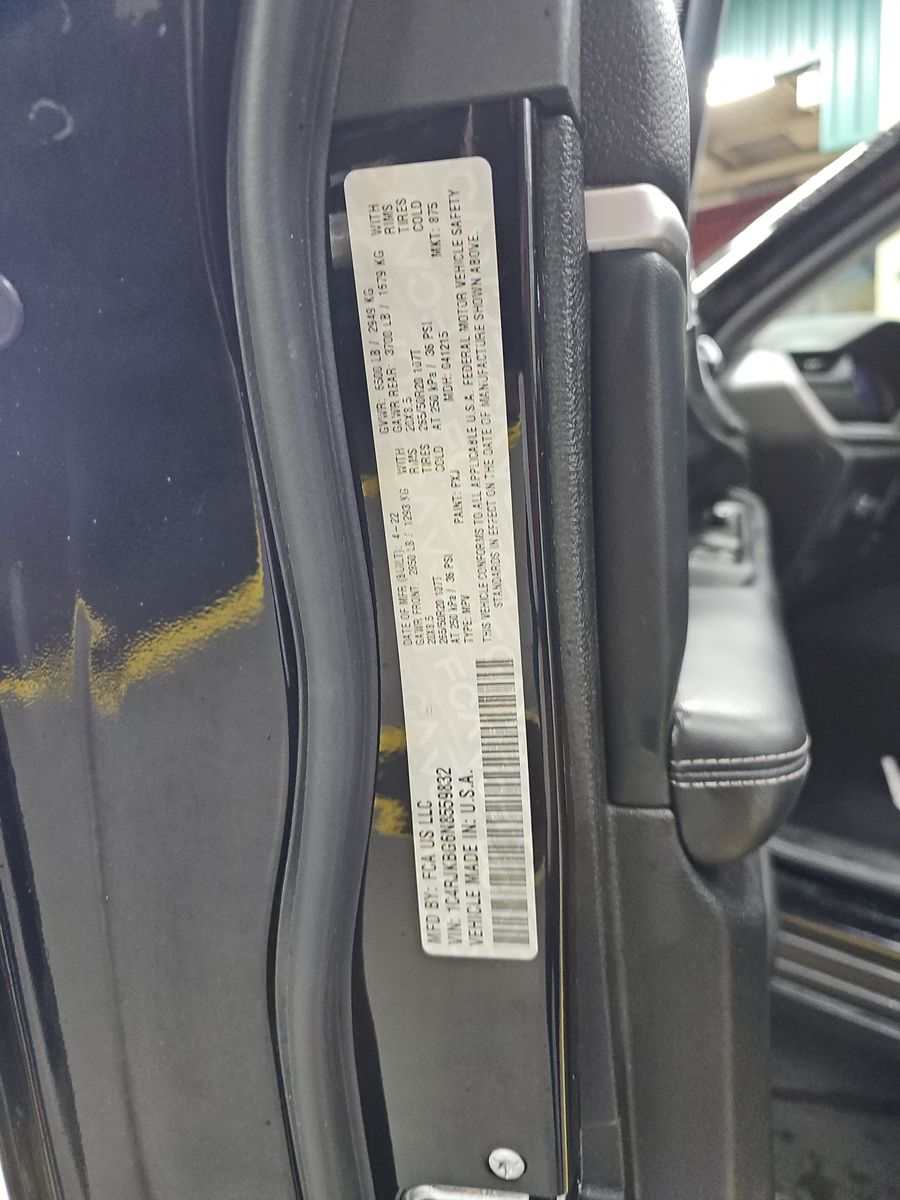 MFD BY: FCA US LLC
VIN: 1C4RJKBG6N8559832
VEHICLE MADE IN: U.S.A.
DATE OF MFR (BUILT): 4-22
GAWR FRONT: 2850 LB / 1293 KG WITH
20X8.5 RIMS
265/50R20 107T TIRES
AT 250 kPa / 36 PSI COLD
TYPE: MPV PAINT: PXJ
GVWR: 6500 LB / 2949 KG
GAWR REAR: 3700 LB / 1579 KG WITH
20X8.5 RIMS
265/50R20 107T TIRES
AT 250 kPa / 36 PSI COLD
MDH: C41215 MKT: 875
THIS VEHICLE CONFORMS TO ALL APPLICABLE U.S.A. FEDERAL MOTOR VEHICLE SAFETY
STANDARDS IN EFFECT ON THE DATE OF MANUFACTURE SHOWN ABOVE.
FCA